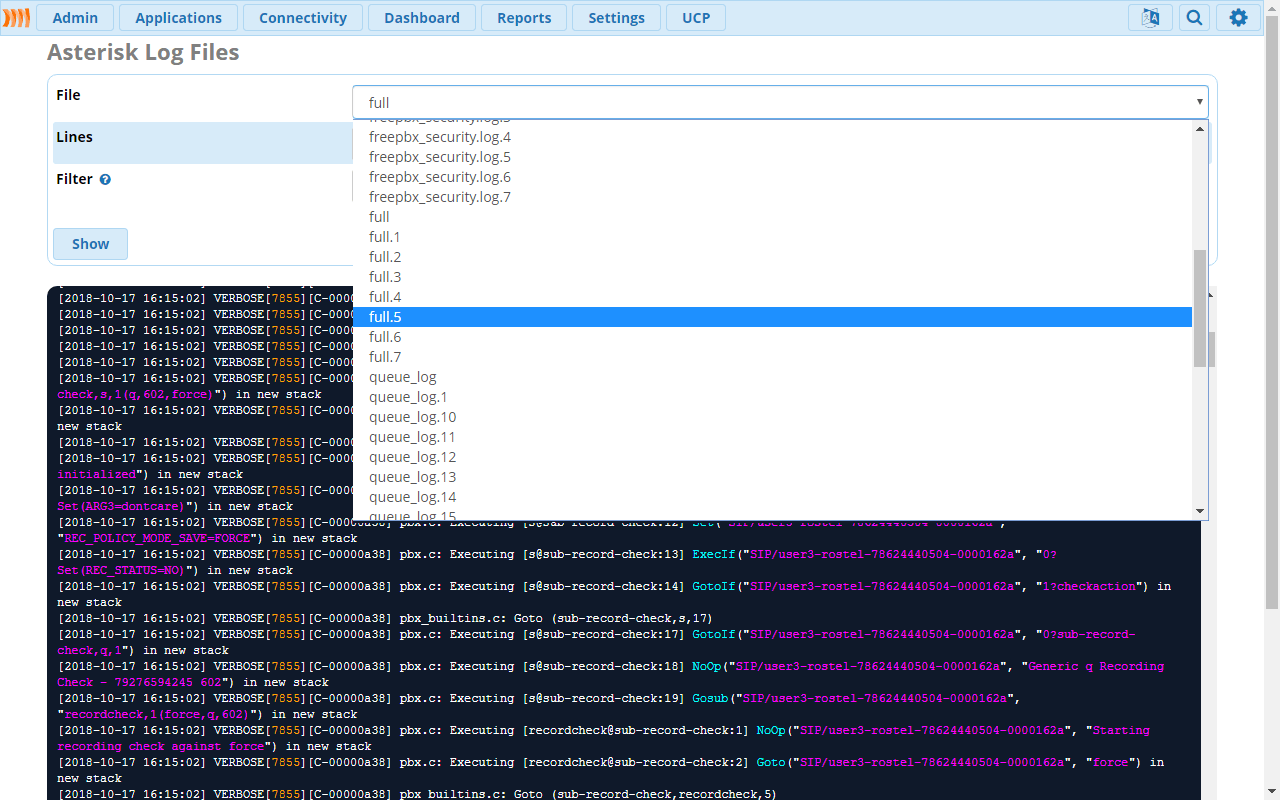 Admin Applications Connectivity Dashboard Reports Settings UCP
Asterisk Log Files
File
full
Lines
Filter
Show
freepbx_security.log.3
freepbx_security.log.4
freepbx_security.log.5
freepbx_security.log.6
freepbx_security.log.7
full
full.1
full.2
full.3
full.4
full.5
full.6
full.7
queue_log
queue_log.1
queue_log.10
queue_log.11
queue_log.12
queue_log.13
queue_log.14
queue_log.15
[2018-10-17 16:15:02] VERBOSE[7855][C-0000
[2018-10-17 16:15:02] VERBOSE[7855][C-0000
[2018-10-17 16:15:02] VERBOSE[7855][C-0000
[2018-10-17 16:15:02] VERBOSE[7855][C-0000
[2018-10-17 16:15:02] VERBOSE[7855][C-0000
[2018-10-17 16:15:02] VERBOSE[7855][C-0000
check,s,1(q,602,force)") in new stack
[2018-10-17 16:15:02] VERBOSE[7855][C-0000
new stack
[2018-10-17 16:15:02] VERBOSE[7855][C-0000
[2018-10-17 16:15:02] VERBOSE[7855][C-0000
initialized") in new stack
[2018-10-17 16:15:02] VERBOSE[7855][C-0000
Set(ARG3=dontcare)") in new stack
[2018-10-17 16:15:02] VERBOSE[7855][C-00000a38] pbx.c: Executing [s@sub-record-check:12] Set("SIP/user3-rostel-78624440504-0000162a",
"REC_POLICY_MODE_SAVE=FORCE") in new stack
[2018-10-17 16:15:02] VERBOSE[7855][C-00000a38] pbx.c: Executing [s@sub-record-check:13] ExecIf("SIP/user3-rostel-78624440504-0000162a", "0?
Set(REC_STATUS=NO)") in new stack
[2018-10-17 16:15:02] VERBOSE[7855][C-00000a38] pbx.c: Executing [s@sub-record-check:14] GotoIf("SIP/user3-rostel-78624440504-0000162a", "1?checkaction") in
new stack
[2018-10-17 16:15:02] VERBOSE[7855][C-00000a38] pbx_builtins.c: Goto (sub-record-check,s,17)
[2018-10-17 16:15:02] VERBOSE[7855][C-00000a38] pbx.c: Executing [s@sub-record-check:17] GotoIf("SIP/user3-rostel-78624440504-0000162a", "0?sub-record-
check,q,1") in new stack
[2018-10-17 16:15:02] VERBOSE[7855][C-00000a38] pbx.c: Executing [s@sub-record-check:18] NoOp("SIP/user3-rostel-78624440504-0000162a", "Generic q Recording
Check - 79276594245 602") in new stack
[2018-10-17 16:15:02] VERBOSE[7855][C-00000a38] pbx.c: Executing [s@sub-record-check:19] Gosub("SIP/user3-rostel-78624440504-0000162a",
"recordcheck,1(force,q,602)") in new stack
[2018-10-17 16:15:02] VERBOSE[7855][C-00000a38] pbx.c: Executing [recordcheck@sub-record-check:1] NoOp("SIP/user3-rostel-78624440504-0000162a", "Starting
recording check against force") in new stack
[2018-10-17 16:15:02] VERBOSE[7855][C-00000a38] pbx.c: Executing [recordcheck@sub-record-check:2] Goto("SIP/user3-rostel-78624440504-0000162a", "force") in
new stack
[2018-10-17 16:15:02] VERBOSE[7855][C-00000a38] pbx_builtins.c: Goto (sub-record-check,recordcheck,5)